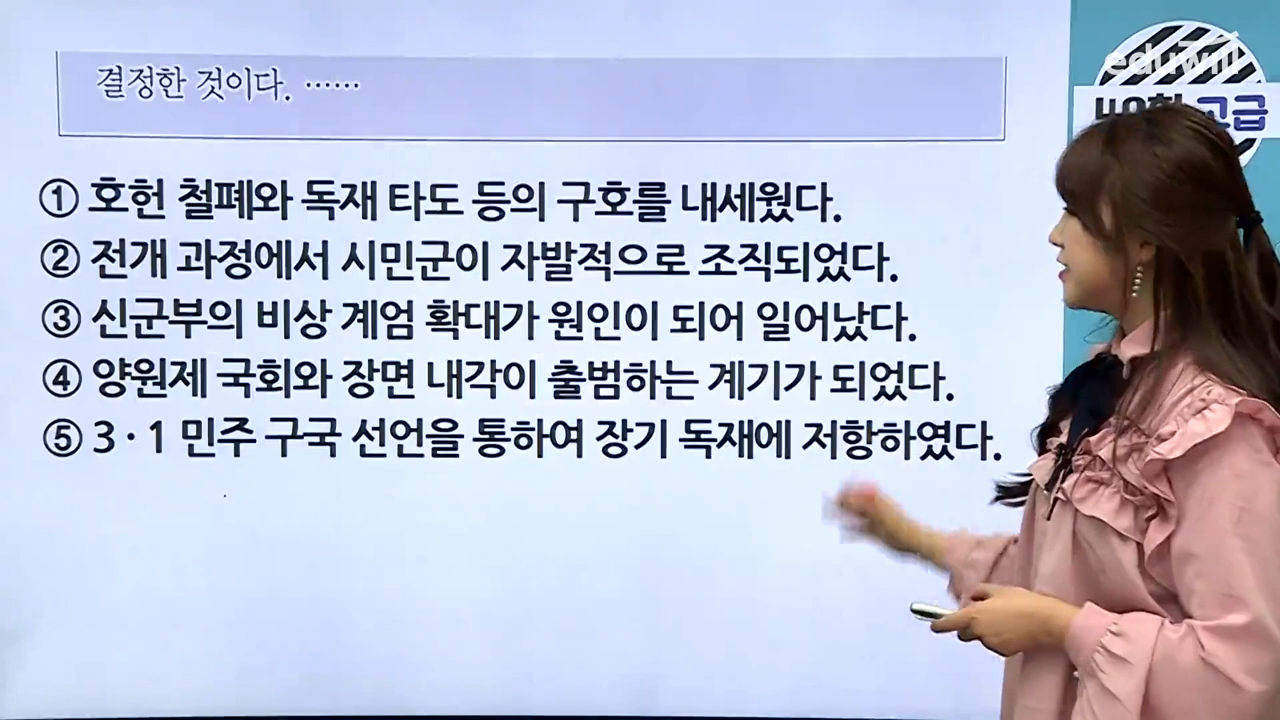 eduwill
고급
결정한 것이다. ……
① 호헌 철폐와 독재 타도 등의 구호를 내세웠다.
② 전개 과정에서 시민군이 자발적으로 조직되었다.
③ 신군부의 비상 계엄 확대가 원인이 되어 일어났다.
④ 양원제 국회와 장면 내각이 출범하는 계기가 되었다.
⑤ 3·1 민주 구국 선언을 통하여 장기 독재에 저항하였다.